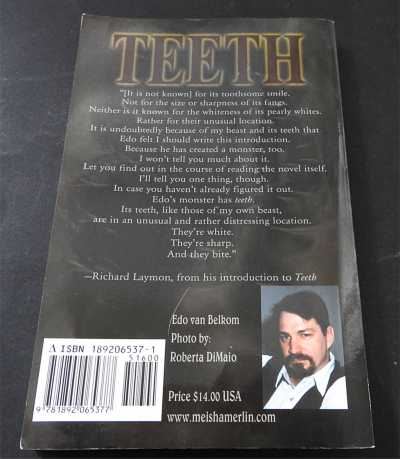 TEETH
"[It is not known] for its toothsome smile.
Not for the size or sharpness of its fangs.
Neither is it known for the whiteness of its pearly whites.
Rather for their unusual location.
It is undoubtedly because of my beast and its teeth that
Edo felt I should write this introduction.
Because he has created a monster, too.
I won't tell you much about it.
Let you find out in the course of reading the novel itself.
I'll tell you one thing, though.
In case you haven't already figured it out.
Edo's monster has teeth.
Its teeth, like those of my own beast,
are in an unusual and rather distressing location.
They're white.
They're sharp,
And they bite."
—Richard Laymon, from his introduction to Teeth
ISBN 189206537-1
51600
9781892065377
Edo van Belkom
Photo by:
Roberta DiMaio
Price $14.00 USA
www.meishamerlin.com